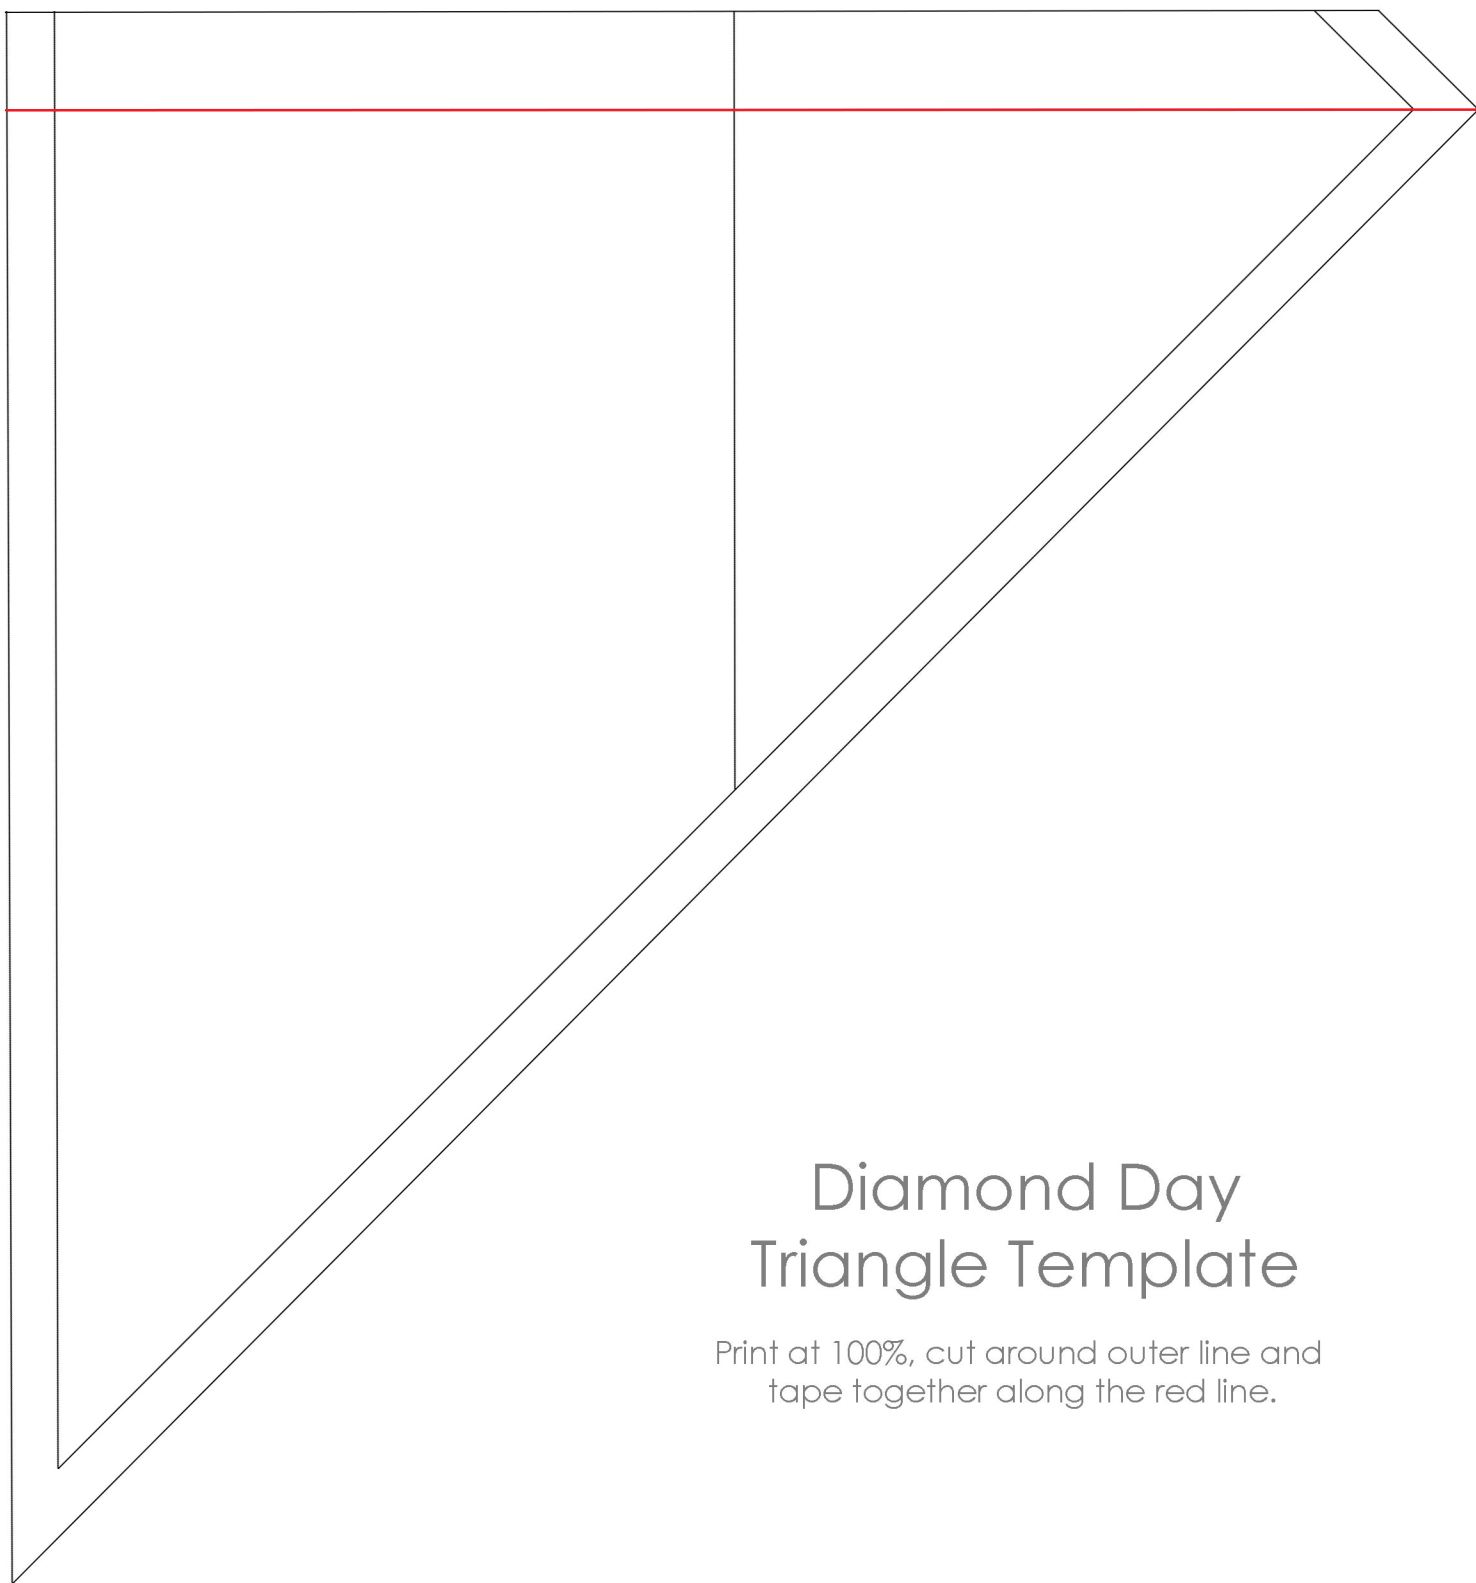 Diamond Day
Triangle Template
Print at 100%, cut around outer line and
tape together along the red line.